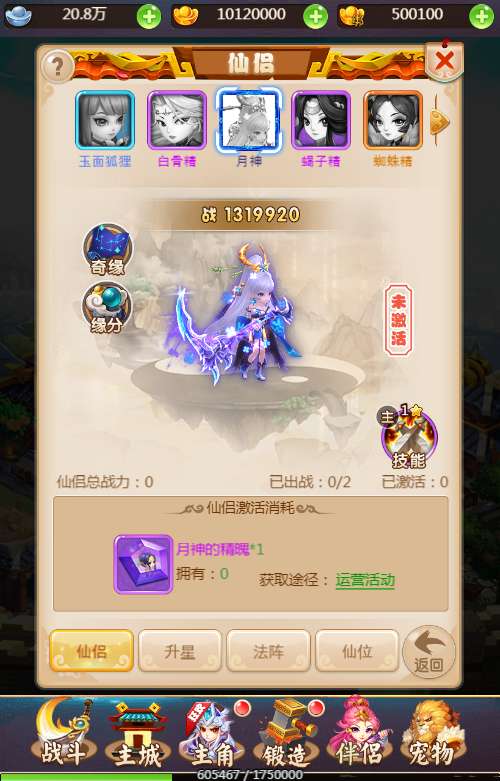 20.8万
10120000
500100
?
仙侣
玉面狐狸
白骨精
月神
蝎子精
蜘蛛精
战 1319920
奇缘
缘分
未激活
主
1
技能
仙侣总战力：0
已出战：0/2
已激活：0
仙侣激活消耗
月神的精魄*1
拥有：0
获取途径：运营活动
仙侣
升星
法阵
仙位
返回
战斗
主城
主角
锻造
伴侣
宠物
605467 / 1750000